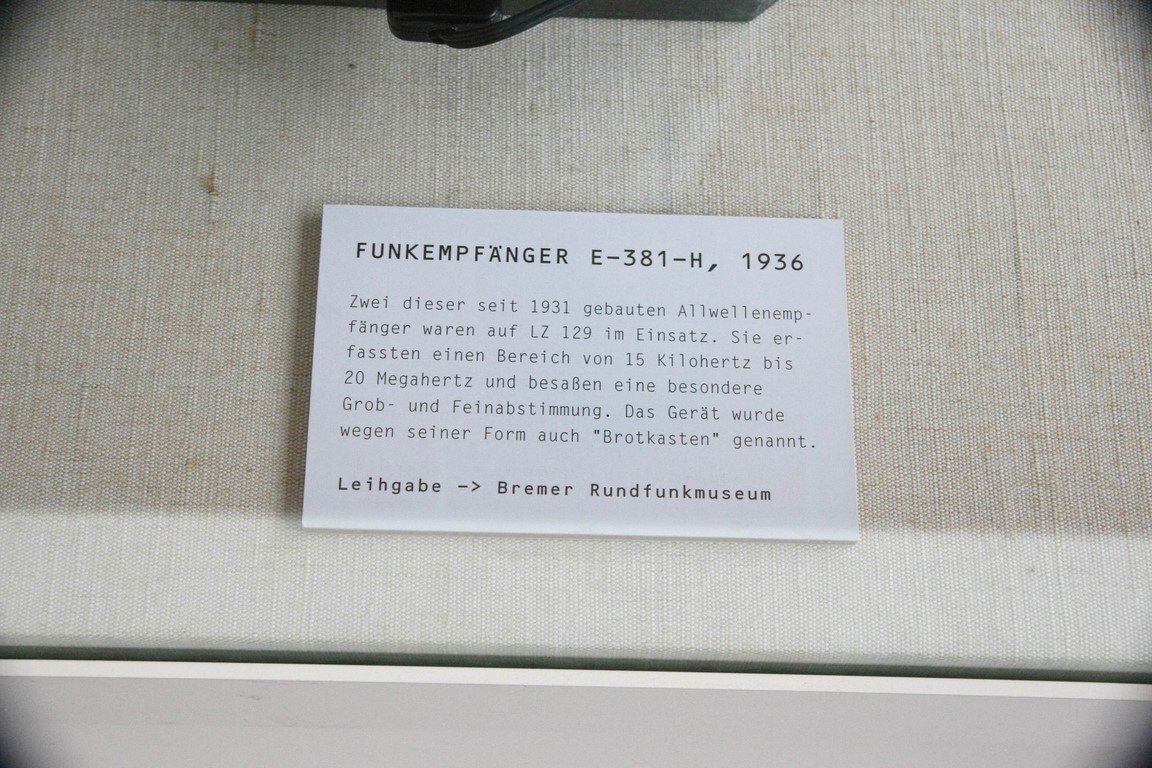 FUNKEMPFÄNGER E-381-H, 1936
Zwei dieser seit 1931 gebauten Allwellenemp-
fänger waren auf LZ 129 im Einsatz. Sie er-
fassten einen Bereich von 15 Kilohertz bis
20 Megahertz und besaßen eine besondere
Grob- und Feinabstimmung. Das Gerät wurde
wegen seiner Form auch "Brotkasten" genannt.
Leihgabe -> Bremer Rundfunkmuseum